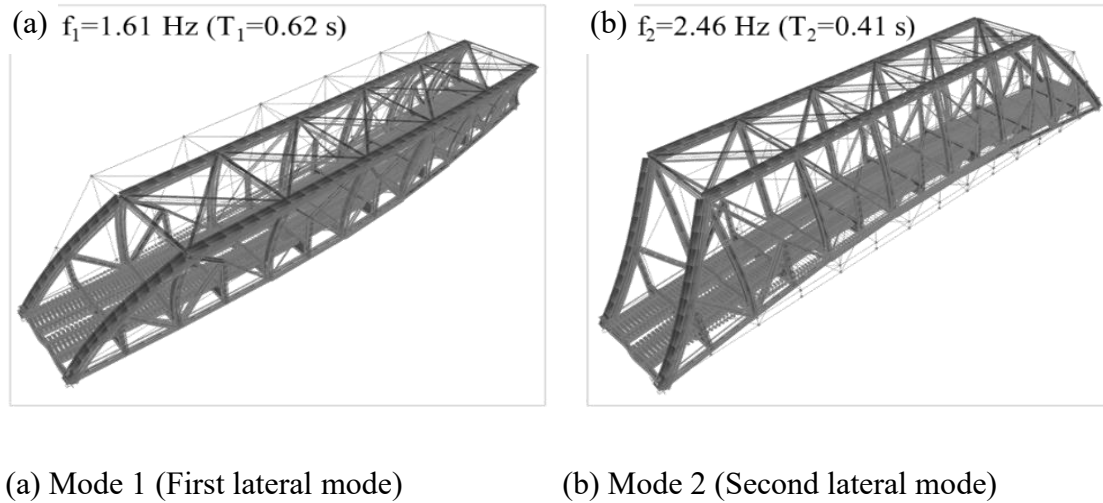 (a) f₁=1.61 Hz (T₁=0.62 s)
(b) f₂=2.46 Hz (T₂=0.41 s)
(a) Mode 1 (First lateral mode)
(b) Mode 2 (Second lateral mode)